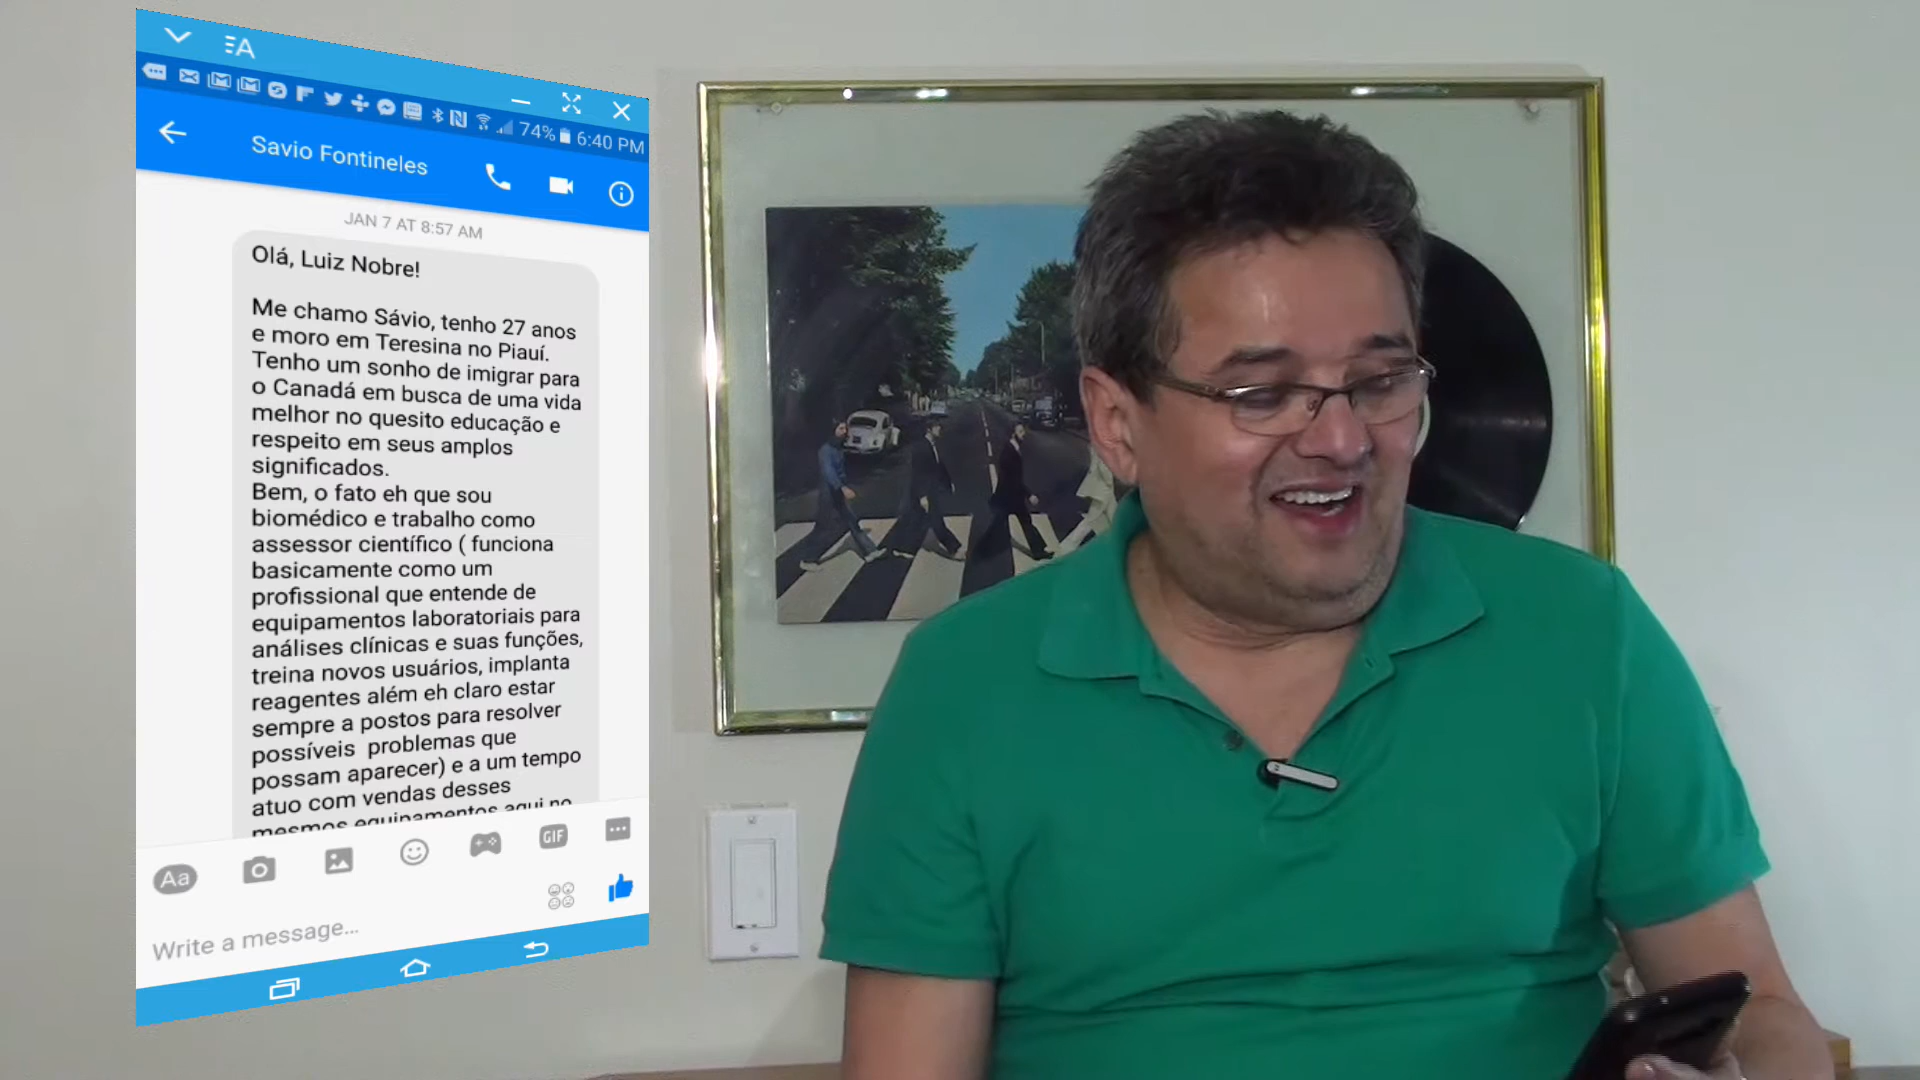 74% 6:40 PM
Savio Fontineles
JAN 7 AT 8:57 AM
Olá, Luiz Nobre!
Me chamo Sávio, tenho 27 anos
e moro em Teresina no Piauí.
Tenho um sonho de imigrar para
o Canadá em busca de uma vida
melhor no quesito educação e
respeito em seus amplos
significados.
Bem, o fato eh que sou
biomédico e trabalho como
assessor científico ( funciona
basicamente como um
profissional que entende de
equipamentos laboratoriais para
análises clínicas e suas funções,
treina novos usuários, implanta
reagentes além eh claro estar
sempre a postos para resolver
possíveis  problemas que
possam aparecer) e a um tempo
atuo com vendas desses
mesmos equipamentos aqui no
Aa
GIF
Write a message...